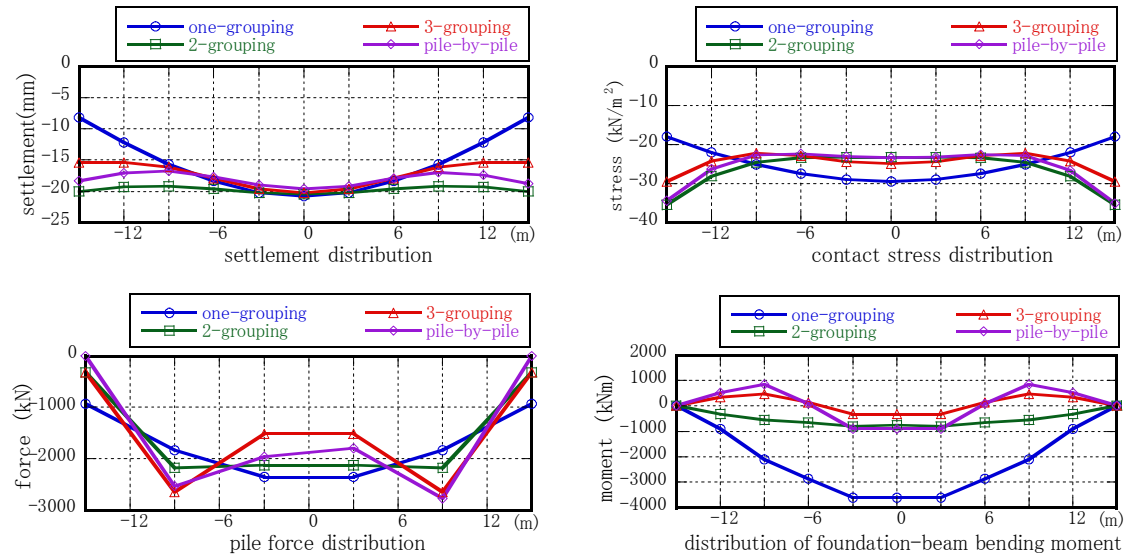 one-grouping 3-grouping
2-grouping pile-by-pile
settlement(mm)
0
-5
-10
-15
-20
-25
-12 -6 0 6 12 (m)
settlement distribution
one-grouping 3-grouping
2-grouping pile-by-pile
stress (kN/m²)
0
-10
-20
-30
-40
-12 -6 0 6 12 (m)
contact stress distribution
one-grouping 3-grouping
2-grouping pile-by-pile
force (kN)
0
-1000
-2000
-3000
-12 -6 0 6 12 (m)
pile force distribution
one-grouping 3-grouping
2-grouping pile-by-pile
moment (kNm)
2000
1000
0
-1000
-2000
-3000
-4000
-12 -6 0 6 12 (m)
distribution of foundation-beam bending moment